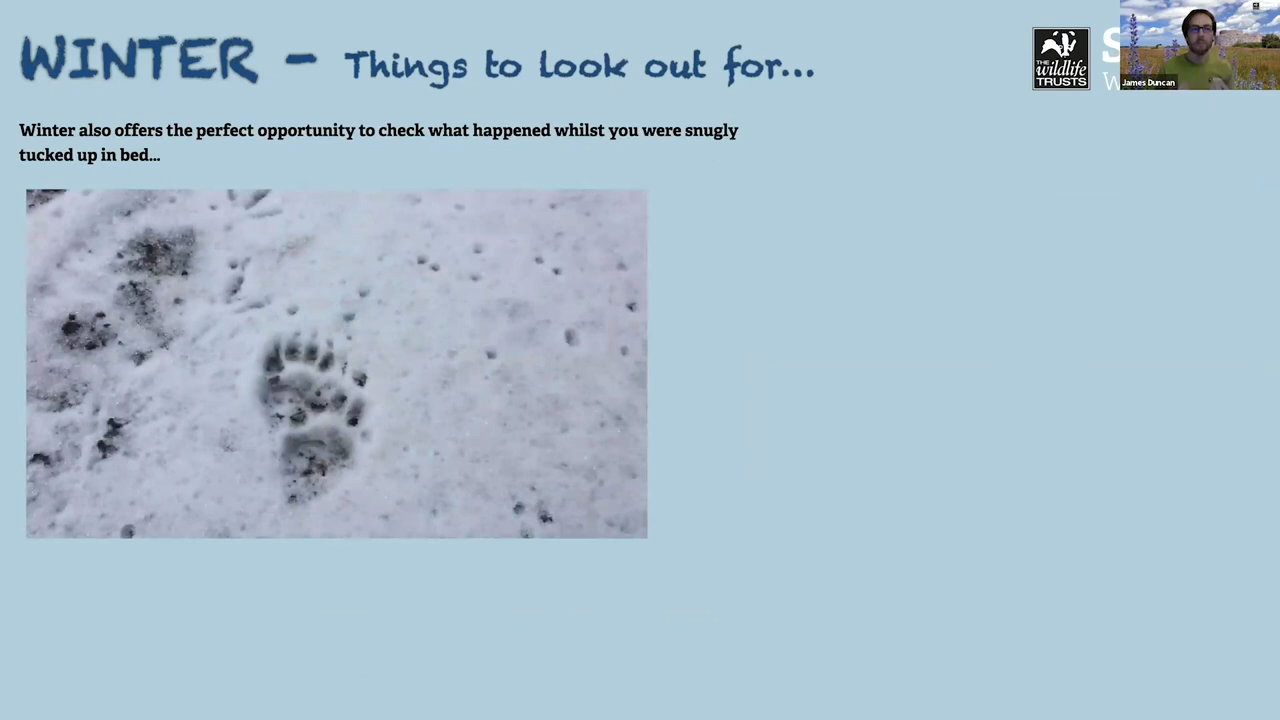 WINTER - Things to look out for...
Winter also offers the perfect opportunity to check what happened whilst you were snugly
tucked up in bed...
THE
wildlife
TRUSTS
S
W
James Duncan